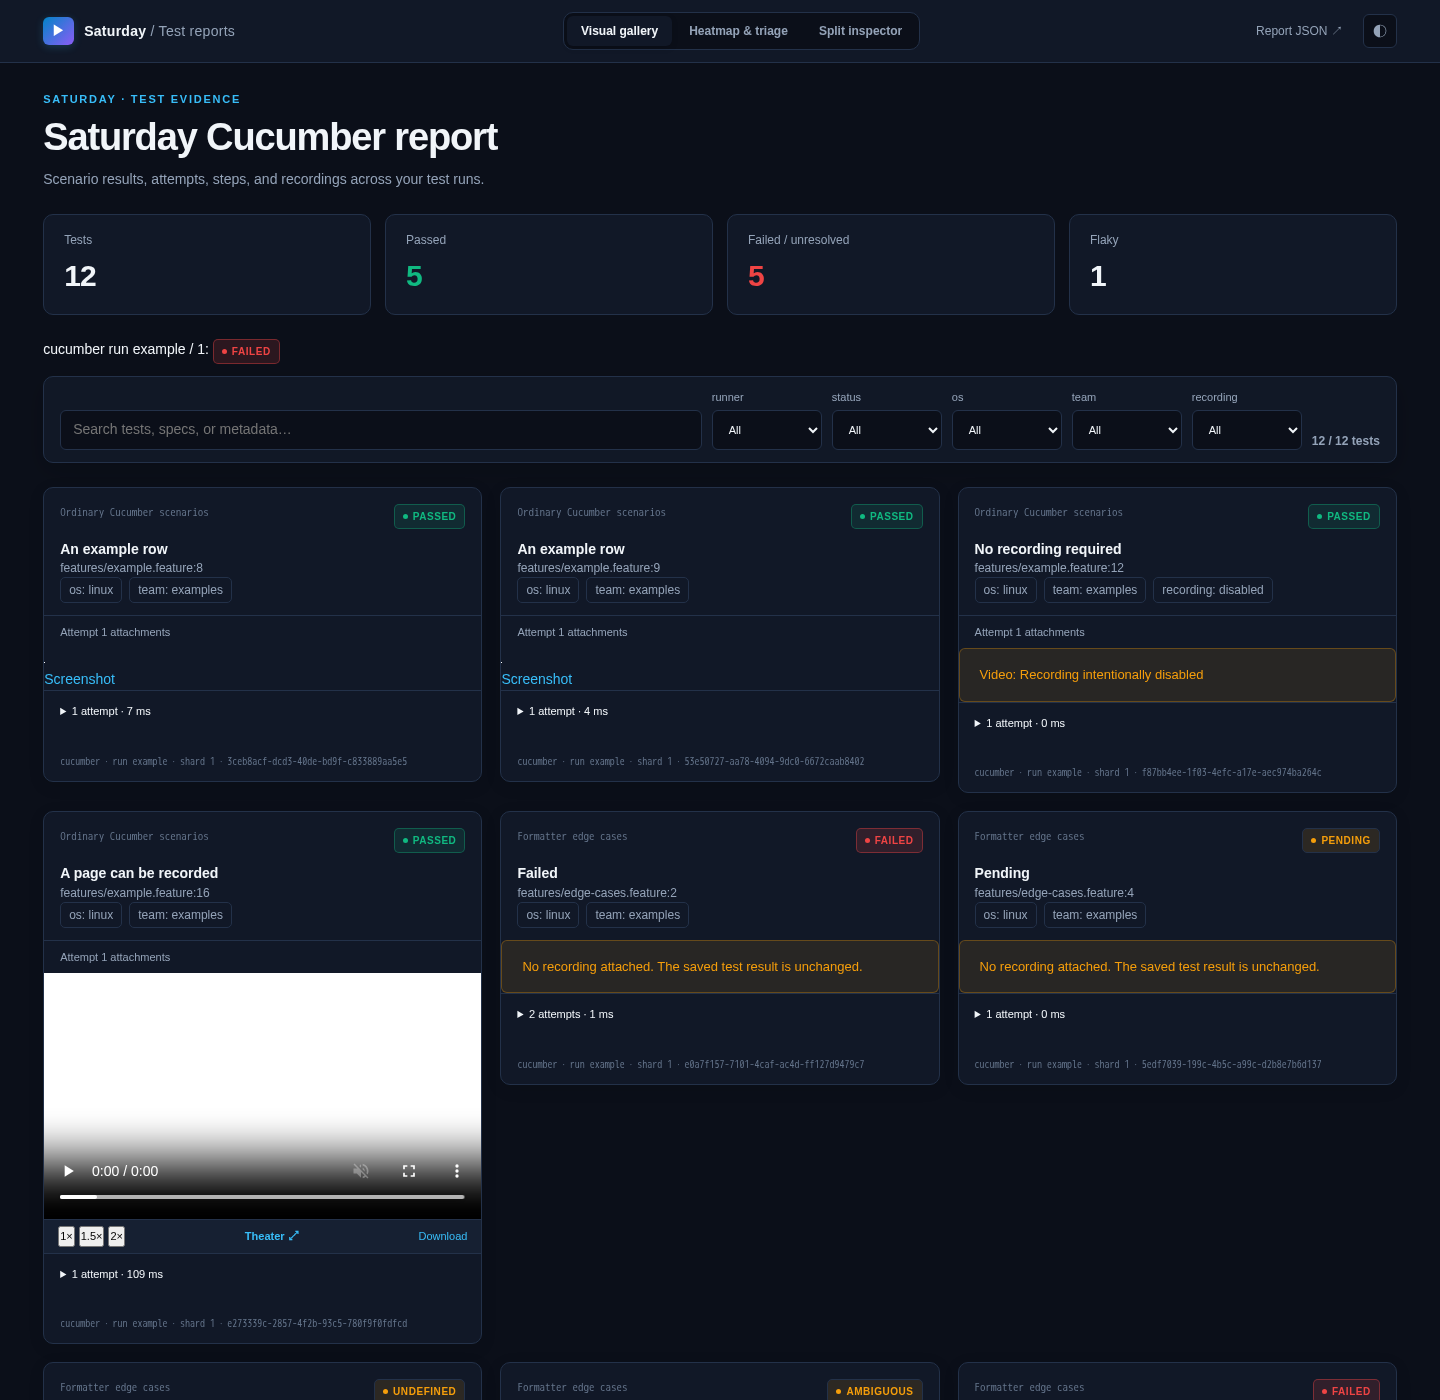 Saturday / Test reports
Visual gallery
Heatmap & triage
Split inspector
Report JSON ↗
SATURDAY · TEST EVIDENCE
Saturday Cucumber report
Scenario results, attempts, steps, and recordings across your test runs.
Tests
12
Passed
5
Failed / unresolved
5
Flaky
1
cucumber run example / 1: FAILED
runner
status
os
team
recording
Search tests, specs, or metadata…
All
All
All
All
All
12 / 12 tests
Ordinary Cucumber scenarios
PASSED
An example row
features/example.feature:8
os: linux
team: examples
Attempt 1 attachments
Screenshot
1 attempt · 7 ms
cucumber · run example · shard 1 · 3ceb8acf-dcd3-40de-bd9f-c833889aa5e5
Ordinary Cucumber scenarios
PASSED
An example row
features/example.feature:9
os: linux
team: examples
Attempt 1 attachments
Screenshot
1 attempt · 4 ms
cucumber · run example · shard 1 · 53e50727-aa78-4094-9dc0-6672caab8402
Ordinary Cucumber scenarios
PASSED
No recording required
features/example.feature:12
os: linux
team: examples
recording: disabled
Attempt 1 attachments
Video: Recording intentionally disabled
1 attempt · 0 ms
cucumber · run example · shard 1 · f87bb4ee-1f03-4efc-a17e-aec974ba264c
Ordinary Cucumber scenarios
PASSED
A page can be recorded
features/example.feature:16
os: linux
team: examples
Attempt 1 attachments
0:00 / 0:00
1×
1.5×
2×
Theater ⤢
Download
1 attempt · 109 ms
cucumber · run example · shard 1 · e273339c-2857-4f2b-93c5-780f9f0fdfcd
Formatter edge cases
FAILED
Failed
features/edge-cases.feature:2
os: linux
team: examples
No recording attached. The saved test result is unchanged.
2 attempts · 1 ms
cucumber · run example · shard 1 · e0a7f157-7101-4caf-ac4d-ff127d9479c7
Formatter edge cases
PENDING
Pending
features/edge-cases.feature:4
os: linux
team: examples
No recording attached. The saved test result is unchanged.
1 attempt · 0 ms
cucumber · run example · shard 1 · 5edf7039-199c-4b5c-a99c-d2b8e7b6d137
Formatter edge cases
UNDEFINED
Formatter edge cases
AMBIGUOUS
Formatter edge cases
FAILED